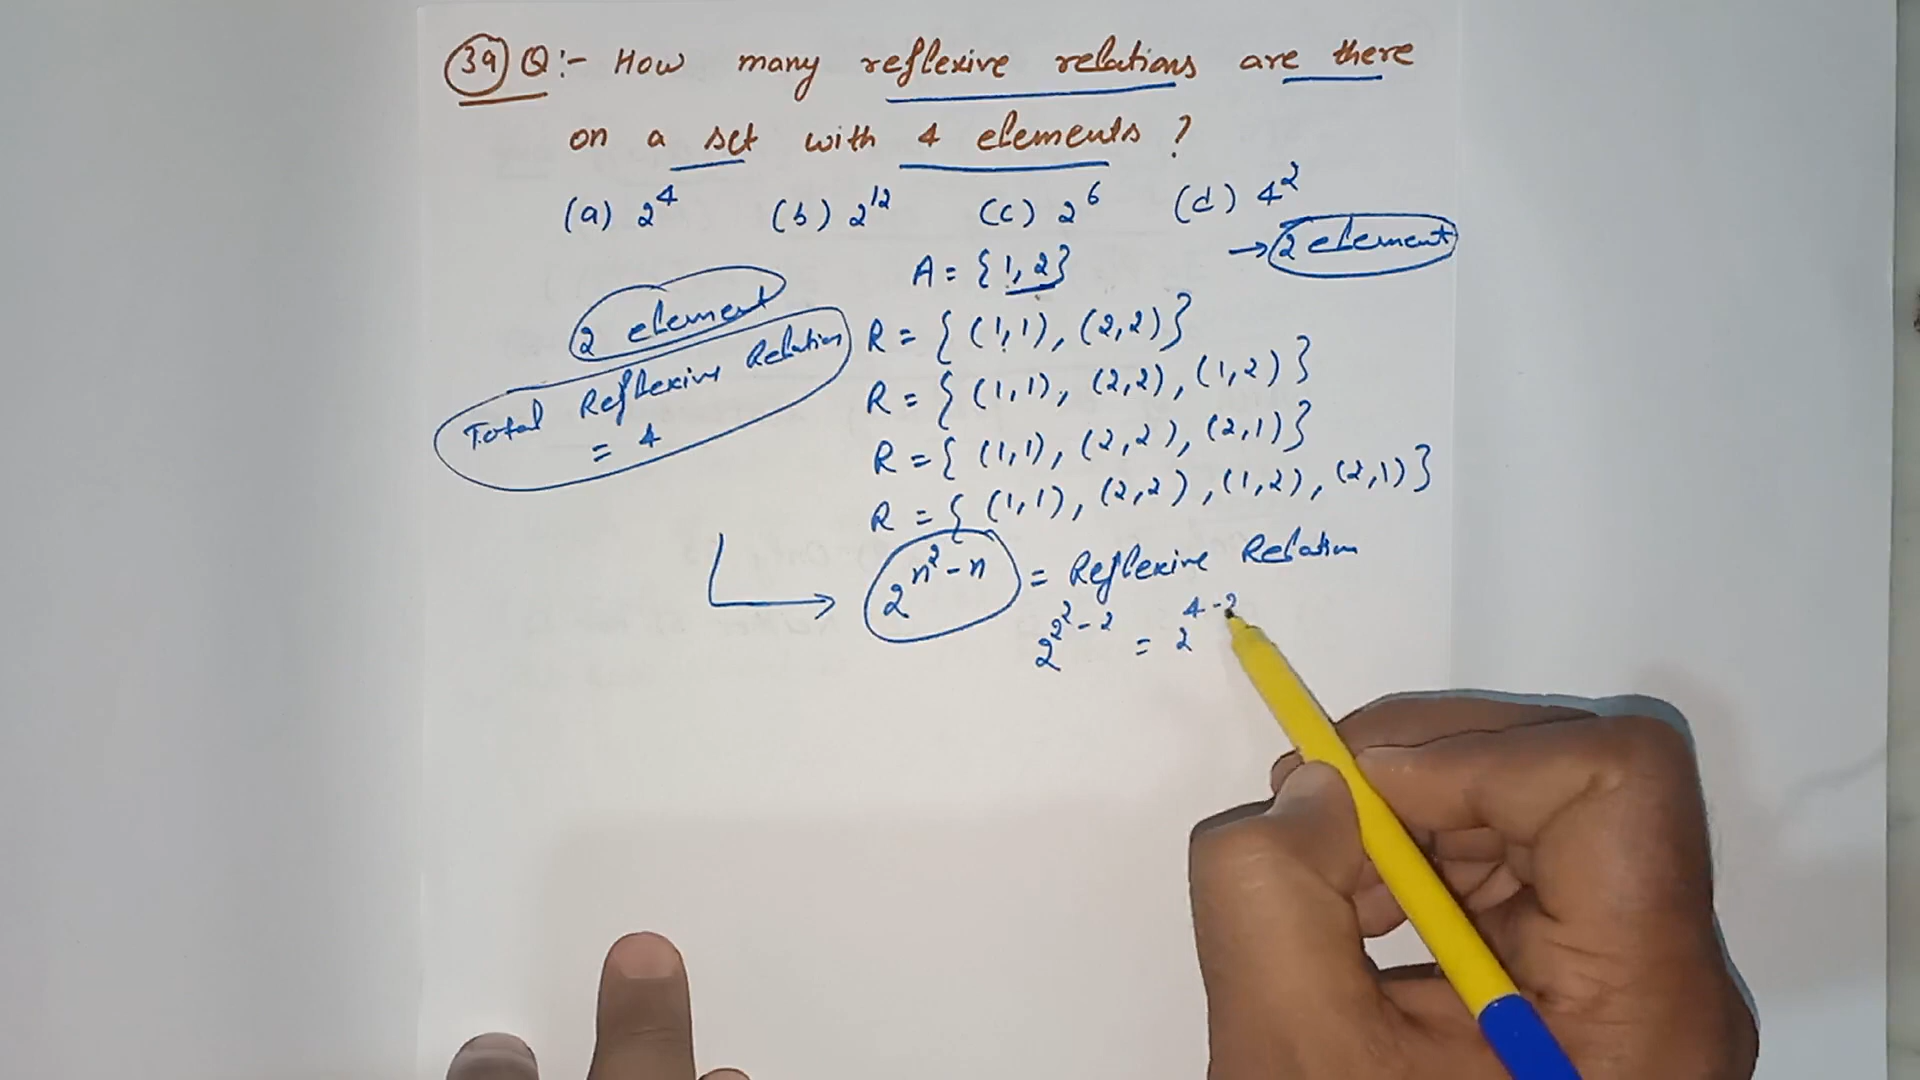 39 Q:- How many reflexive relations are there
on a set with 4 elements ?
(a) 2^4 (b) 2^12 (c) 2^6 (d) 4^2
→ 2 element
A = {1, 2}
2 element
Total Reflexive Relation
= 4
R = { (1,1), (2,2) }
R = { (1,1), (2,2), (1,2) }
R = { (1,1), (2,2), (2,1) }
R = { (1,1), (2,2), (1,2), (2,1) }
2^(n^2-n) = Reflexive Relation
2^(2^2-2) = 2^(4-2)